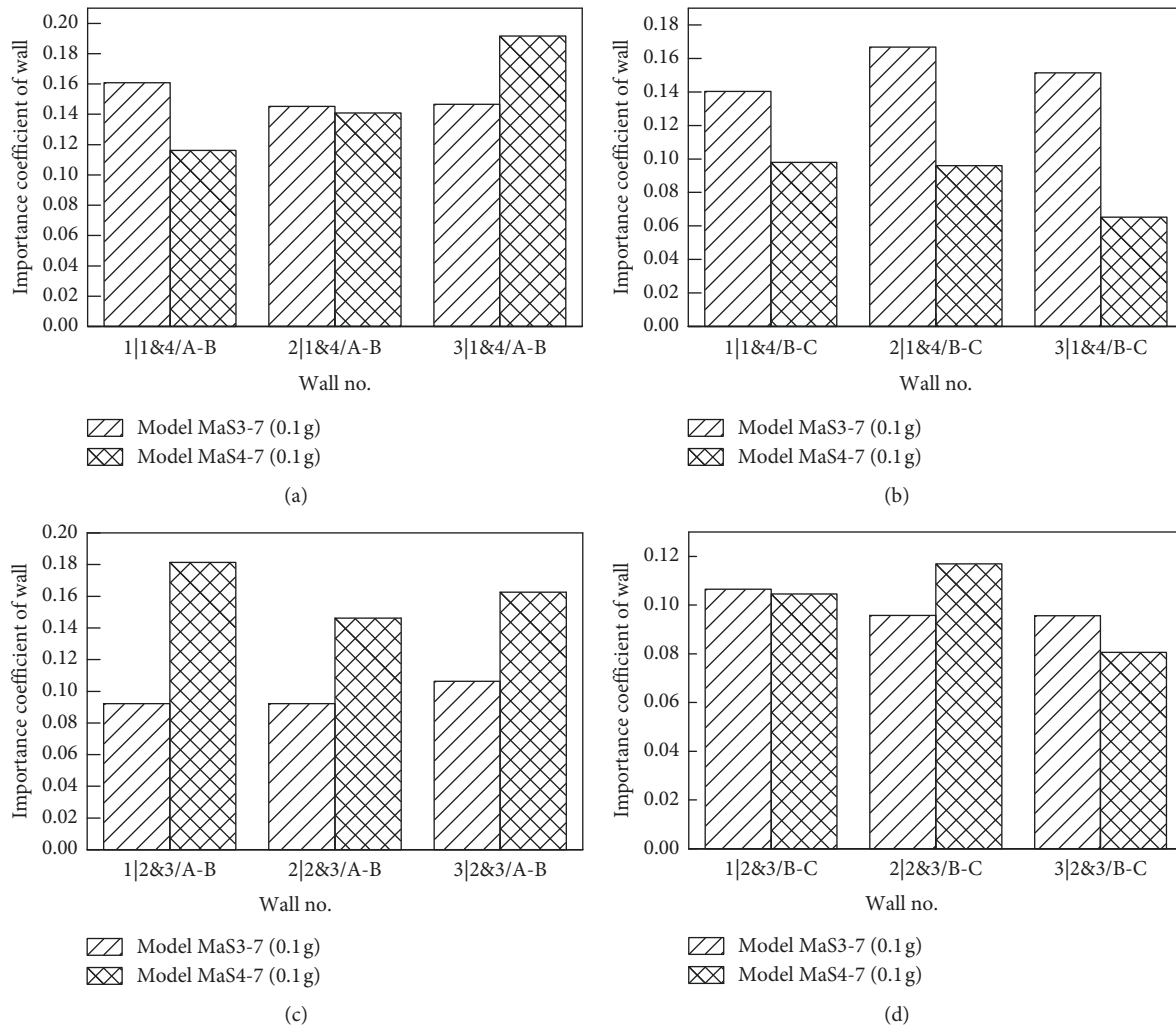 Importance coefficient of wall
0.20
0.18
0.16
0.14
0.12
0.10
0.08
0.06
0.04
0.02
0.00
1|1&4/A-B 2|1&4/A-B 3|1&4/A-B
Wall no.
Model MaS3-7 (0.1 g)
Model MaS4-7 (0.1 g)
(a)
Importance coefficient of wall
0.18
0.16
0.14
0.12
0.10
0.08
0.06
0.04
0.02
0.00
1|1&4/B-C 2|1&4/B-C 3|1&4/B-C
Wall no.
Model MaS3-7 (0.1 g)
Model MaS4-7 (0.1 g)
(b)
Importance coefficient of wall
0.20
0.18
0.16
0.14
0.12
0.10
0.08
0.06
0.04
0.02
0.00
1|2&3/A-B 2|2&3/A-B 3|2&3/A-B
Wall no.
Model MaS3-7 (0.1 g)
Model MaS4-7 (0.1 g)
(c)
Importance coefficient of wall
0.12
0.10
0.08
0.06
0.04
0.02
0.00
1|2&3/B-C 2|2&3/B-C 3|2&3/B-C
Wall no.
Model MaS3-7 (0.1 g)
Model MaS4-7 (0.1 g)
(d)